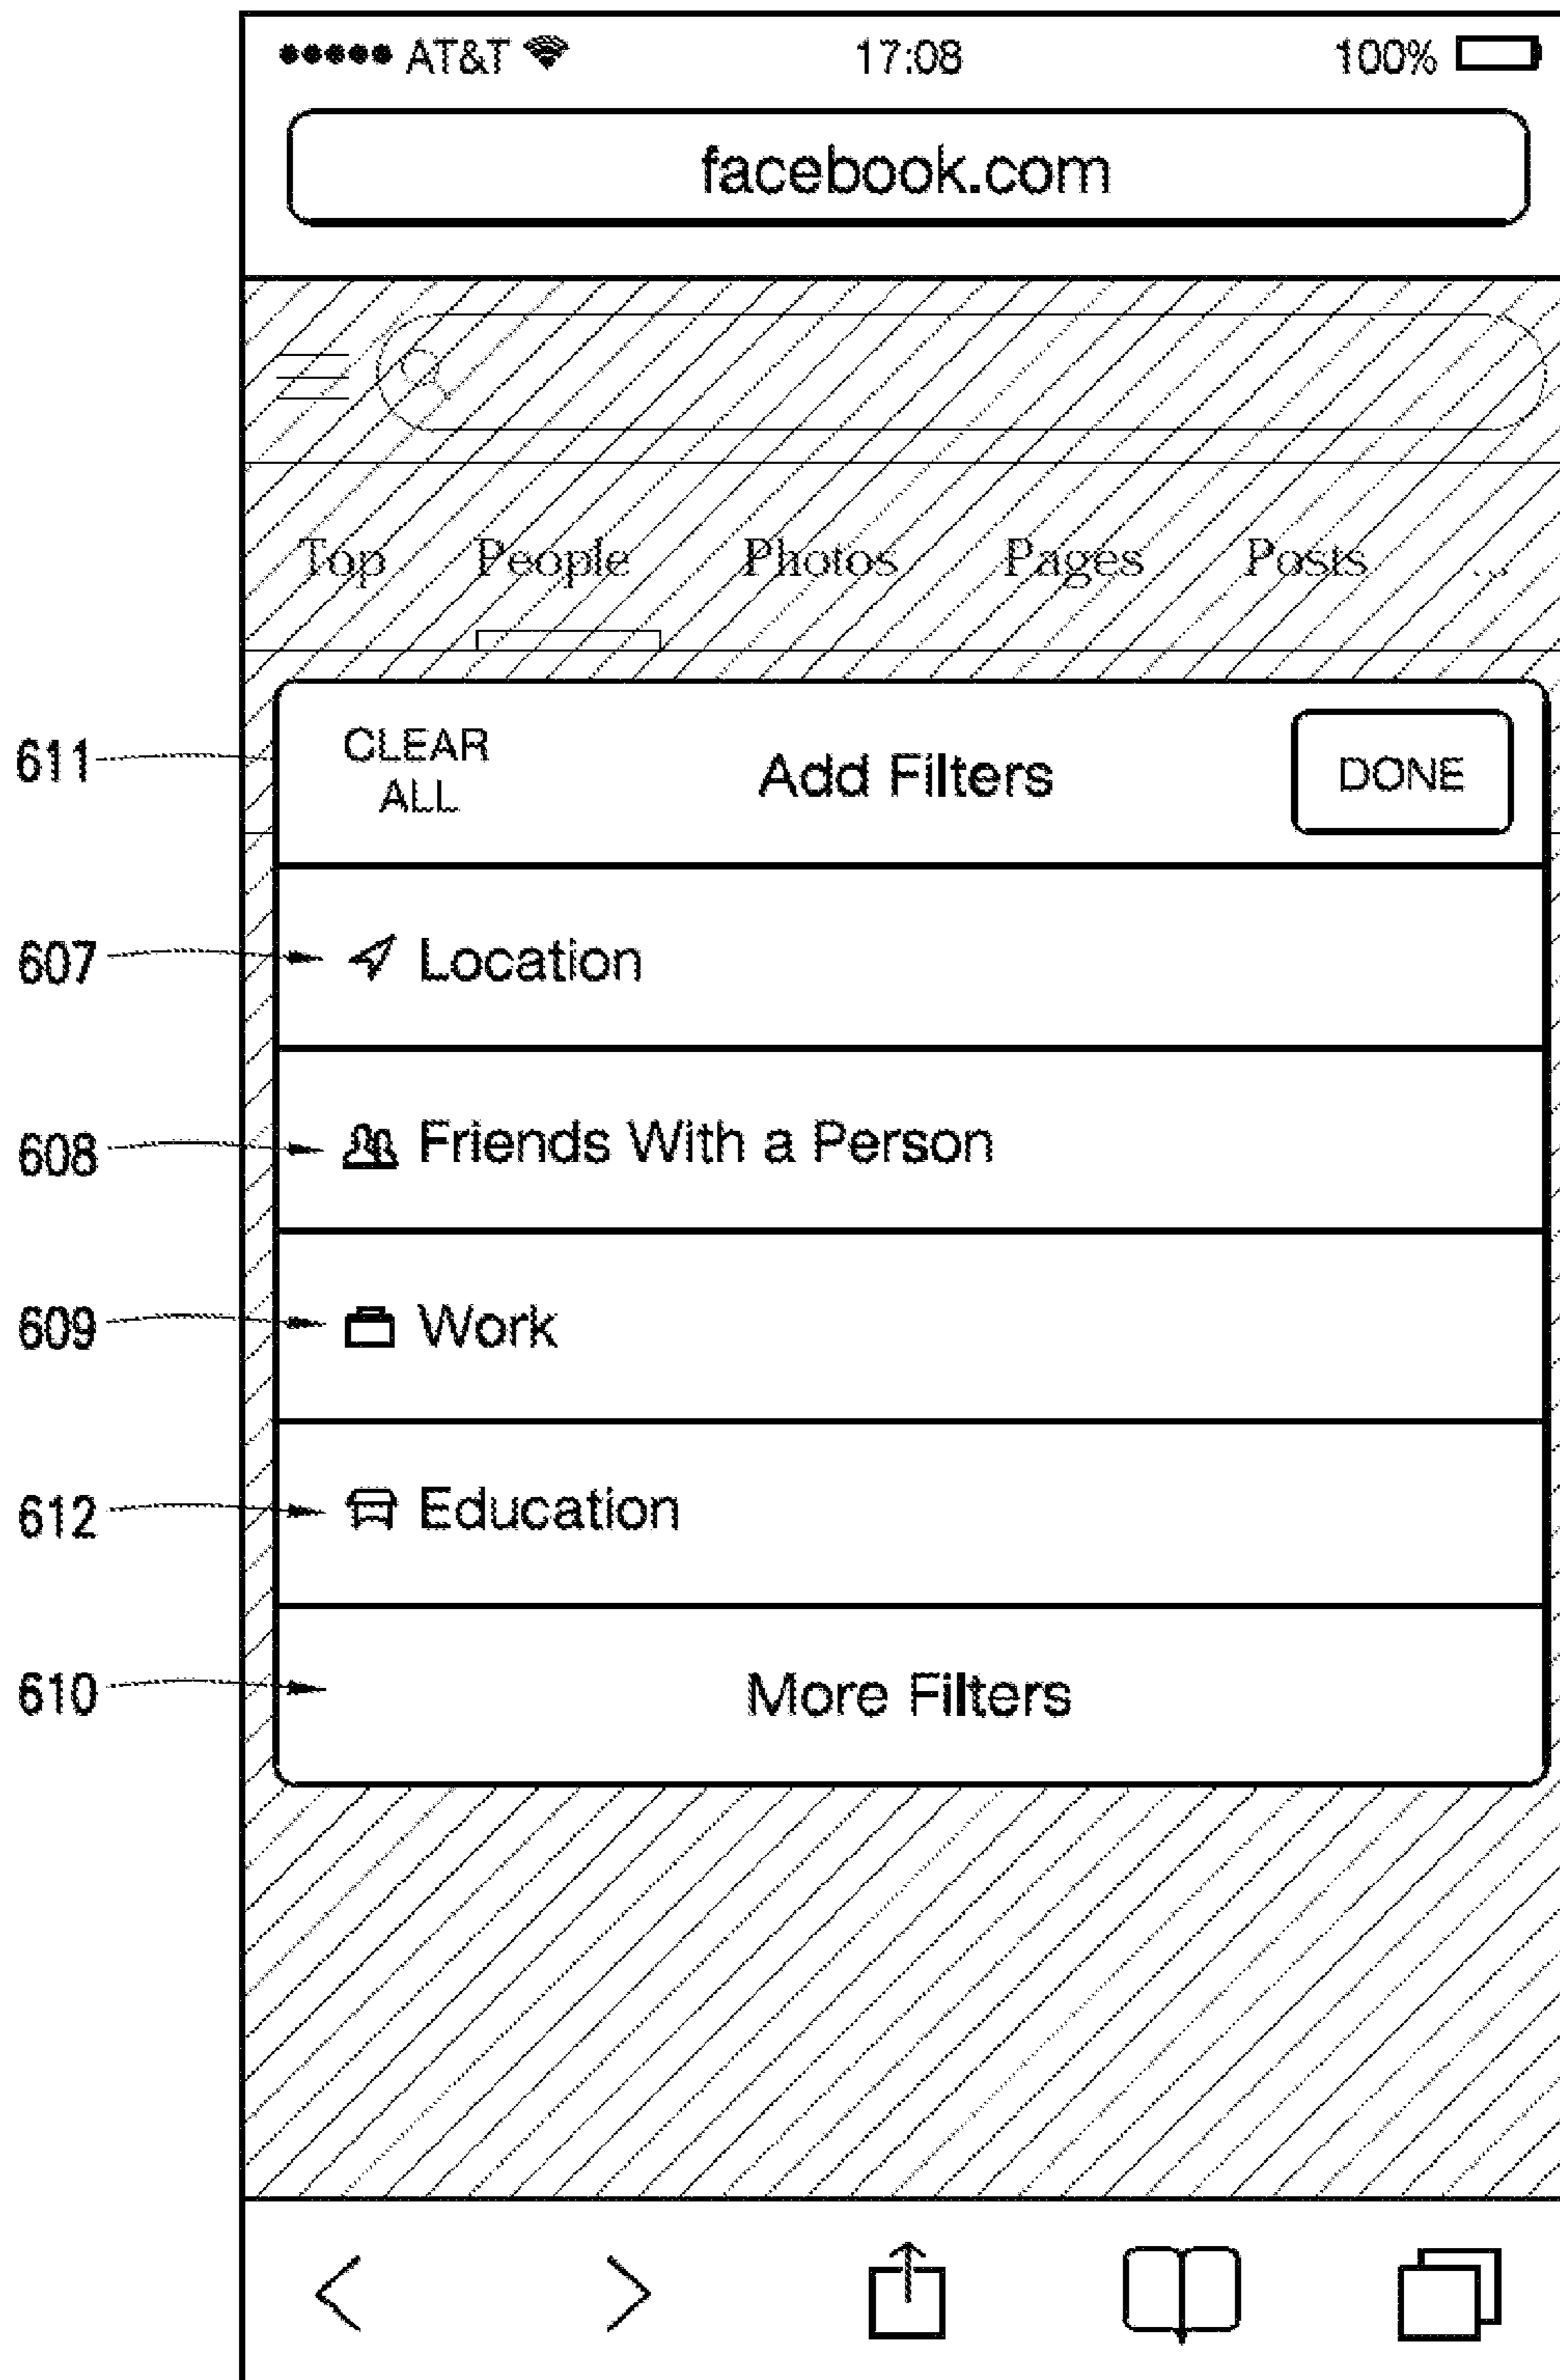 AT&T 17:08 100%
facebook.com
Top People Photos Pages Posts ...
611 CLEAR ALL Add Filters DONE
607 Location
608 Friends With a Person
609 Work
612 Education
610 More Filters